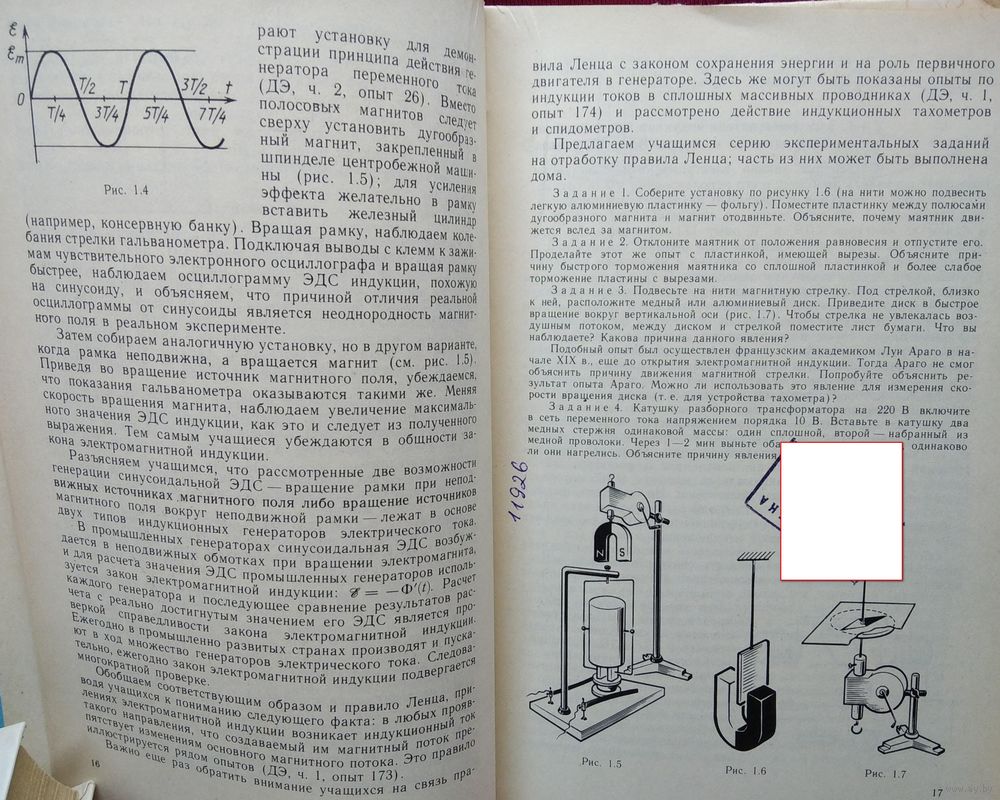 ℰ
ℰm
0
T/4
T/2
3T/4
T
5T/4
3T/2
7T/4
t
Рис. 1.4
рают установку для демон-
страции принципа действия ге-
нератора переменного тока
(ДЭ, ч. 2, опыт 26). Вместо
полосовых магнитов следует
сверху установить дугообраз-
ный магнит, закрепленный в
шпинделе центробежной маши-
ны (рис. 1.5); для усиления
эффекта желательно в рамку
вставить железный цилиндр
(например, консервную банку). Вращая рамку, наблюдаем коле-
бания стрелки гальванометра. Подключая выводы с клемм к зажи-
мам чувствительного электронного осциллографа и вращая рамку
быстрее, наблюдаем осциллограмму ЭДС индукции, похожую
на синусоиду, и объясняем, что причиной отличия реальной
осциллограммы от синусоиды является неоднородность магнит-
ного поля в реальном эксперименте.
Затем собираем аналогичную установку, но в другом варианте,
когда рамка неподвижна, а вращается магнит (см. рис. 1.5).
Приведя во вращение источник магнитного поля, убеждаемся,
что показания гальванометра оказываются такими же. Меняя
скорость вращения магнита, наблюдаем увеличение максималь-
ного значения ЭДС индукции, как это и следует из полученного
выражения. Тем самым учащиеся убеждаются в общности за-
кона электромагнитной индукции.
Разъясняем учащимся, что рассмотренные две возможности
генерации синусоидальной ЭДС — вращение рамки при непод-
вижных источниках магнитного поля либо вращение источников
магнитного поля вокруг неподвижной рамки — лежат в основе
двух типов индукционных генераторов электрического тока.
В промышленных генераторах синусоидальная ЭДС возбуж-
дается в неподвижных обмотках при вращении электромагнита,
и для расчета значения ЭДС промышленных генераторов исполь-
зуется закон электромагнитной индукции: ℰ = —Ф′(t). Расчет
каждого генератора и последующее сравнение результатов рас-
чета с реально достигнутым значением его ЭДС является про-
веркой справедливости закона электромагнитной индукции.
Ежегодно в промышленно развитых странах производят и пуска-
ют в ход множество генераторов электрического тока. Следова-
тельно, ежегодно закон электромагнитной индукции подвергается
многократной проверке.
Обобщаем соответствующим образом и правило Ленца, при-
водя учащихся к пониманию следующего факта: в любых прояв-
лениях электромагнитной индукции возникает индукционный ток
такого направления, что создаваемый им магнитный поток пре-
пятствует изменениям основного магнитного потока. Это правило
иллюстрируется рядом опытов (ДЭ, ч. 1, опыт 173).
Важно еще раз обратить внимание учащихся на связь пра-
16
вила Ленца с законом сохранения энергии и на роль первичного
двигателя в генераторе. Здесь же могут быть показаны опыты по
индукции токов в сплошных массивных проводниках (ДЭ, ч. 1,
опыт 174) и рассмотрено действие индукционных тахометров
и спидометров.
Предлагаем учащимся серию экспериментальных заданий
на отработку правила Ленца; часть из них может быть выполнена
дома.
Задание 1. Соберите установку по рисунку 1.6 (на нити можно подвесить
легкую алюминиевую пластинку — фольгу). Поместите пластинку между полюсами
дугообразного магнита и магнит отодвиньте. Объясните, почему маятник дви-
жется вслед за магнитом.
Задание 2. Отклоните маятник от положения равновесия и отпустите его.
Проделайте этот же опыт с пластинкой, имеющей вырезы. Объясните при-
чину быстрого торможения маятника со сплошной пластинкой и более слабое
торможение пластины с вырезами.
Задание 3. Подвесьте на нити магнитную стрелку. Под стрелкой, близко
к ней, расположите медный или алюминиевый диск. Приведите диск в быстрое
вращение вокруг вертикальной оси (рис. 1.7). Чтобы стрелка не увлекалась воз-
душным потоком, между диском и стрелкой поместите лист бумаги. Что вы
наблюдаете? Какова причина данного явления?
Подобный опыт был осуществлен французским академиком Луи Араго в на-
чале XIX в., еще до открытия электромагнитной индукции. Тогда Араго не смог
объяснить причину движения магнитной стрелки. Попробуйте объяснить ре-
зультат опыта Араго. Можно ли использовать это явление для измерения ско-
рости вращения диска (т. е. для устройства тахометра)?
Задание 4. Катушку разборного трансформатора на 220 В включите
в сеть переменного тока напряжением порядка 10 В. Вставьте в катушку два
медных стержня одинаковой массы: один сплошной, второй — набранный из
медной проволоки. Через 1—2 мин выньте оба одинаково
ли они нагрелись. Объясните причину явления
11926
N S
Рис. 1.5
Рис. 1.6
Рис. 1.7
17
www.ay.by